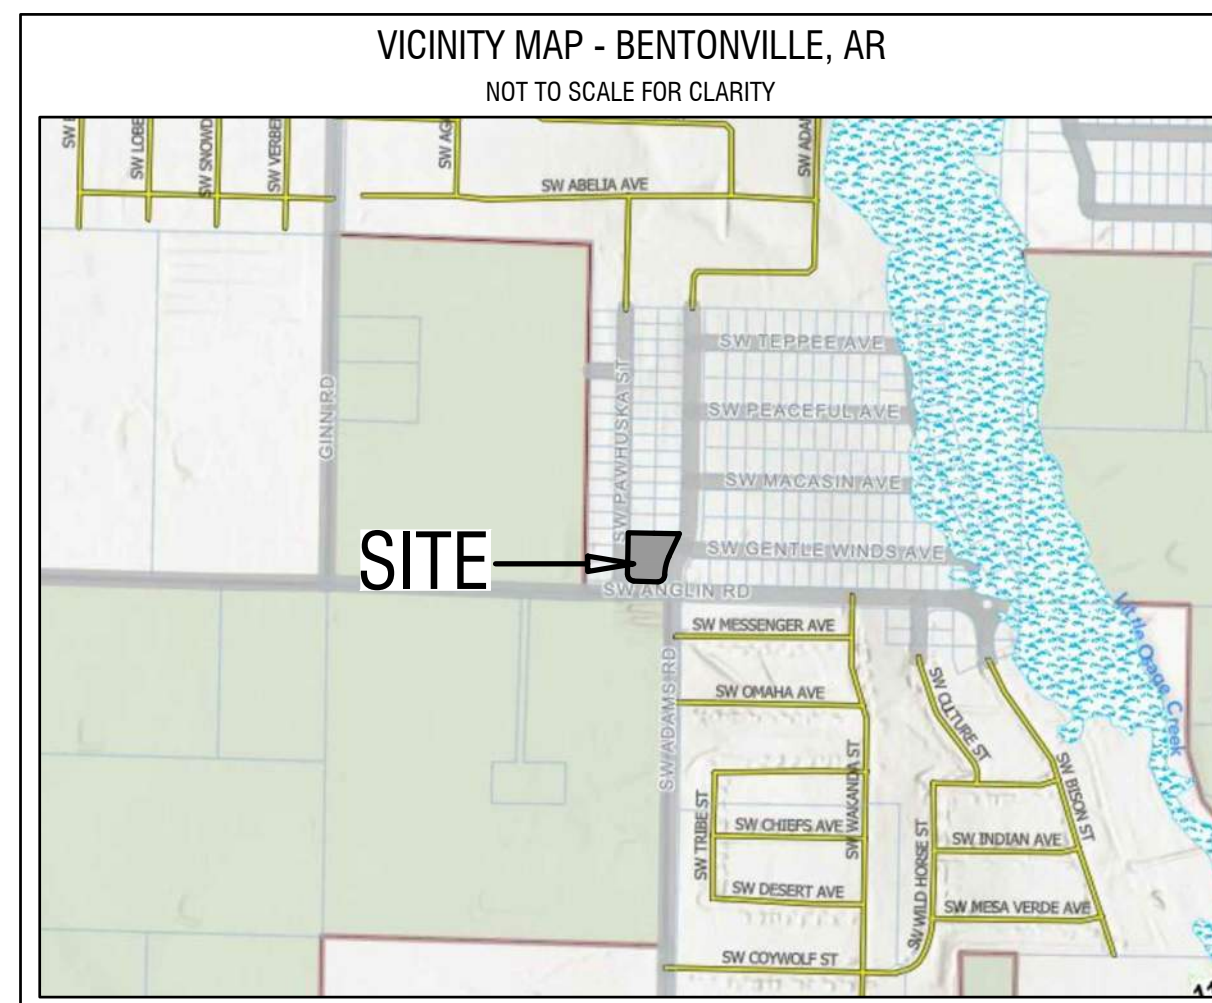 VICINITY MAP - BENTONVILLE, AR
NOT TO SCALE FOR CLARITY
SW LOBE
SW SNOWD
SW VERBE
SW AG
SW ADA
SW ABELIA AVE
SW TEPPEE AVE
SW PAWHUSKA ST
GINN RD
SW PEACEFUL AVE
SW MACASIN AVE
SITE
SW GENTLE WINDS AVE
SW ANGLIN RD
SW MESSENGER AVE
Little Osage Creek
SW ADAMS RD
SW OMAHA AVE
SW CULTURE ST
SW WAKANDA ST
SW BISON ST
SW TRIBE ST
SW CHIEFS AVE
SW WILD HORSE ST
SW INDIAN AVE
SW DESERT AVE
SW MESA VERDE AVE
SW COYWOLF ST